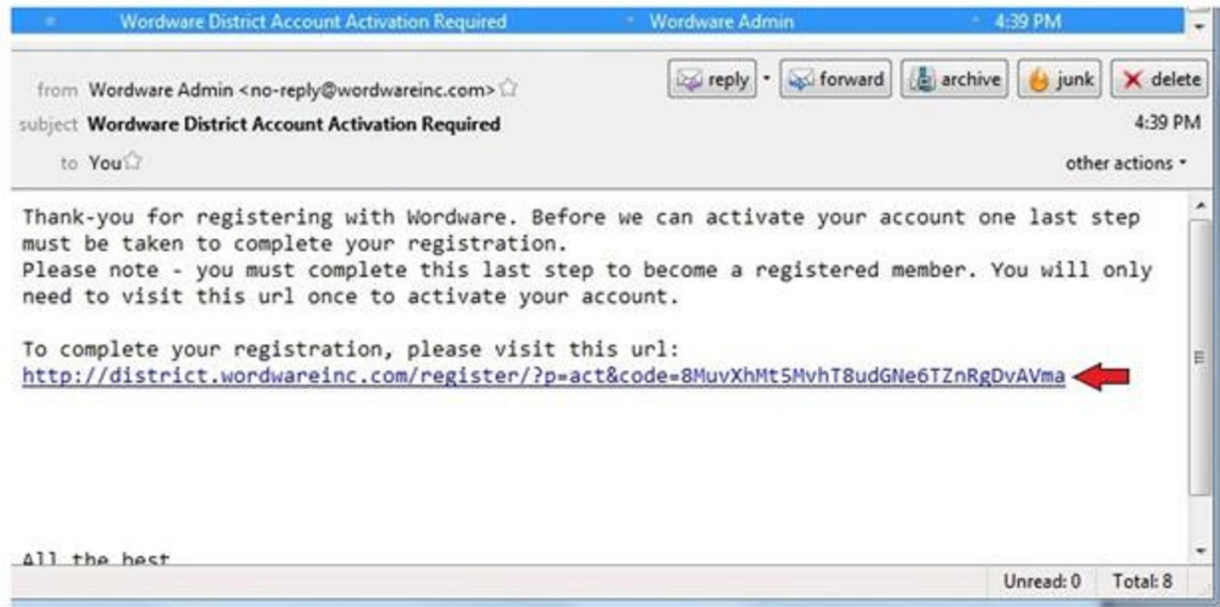 Wordware District Account Activation Required Wordware Admin 4:39 PM
reply forward archive junk delete
from Wordware Admin <no-reply@wordwareinc.com>
subject Wordware District Account Activation Required 4:39 PM
to You other actions
Thank-you for registering with Wordware. Before we can activate your account one last step
must be taken to complete your registration.
Please note - you must complete this last step to become a registered member. You will only
need to visit this url once to activate your account.
To complete your registration, please visit this url:
http://district.wordwareinc.com/register/?p=act&code=8MuvXhMt5MvhT8udGNe6TZnRgDvAVma
All the best
Unread: 0 Total: 8